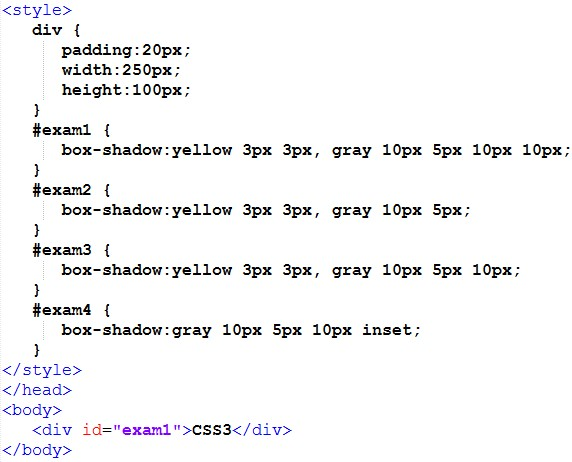 <style>
div {
padding:20px;
width:250px;
height:100px;
}
#exam1 {
box-shadow:yellow 3px 3px, gray 10px 5px 10px 10px;
}
#exam2 {
box-shadow:yellow 3px 3px, gray 10px 5px;
}
#exam3 {
box-shadow:yellow 3px 3px, gray 10px 5px 10px;
}
#exam4 {
box-shadow:gray 10px 5px 10px inset;
}
</style>
</head>
<body>
<div id="exam1">CSS3</div>
</body>